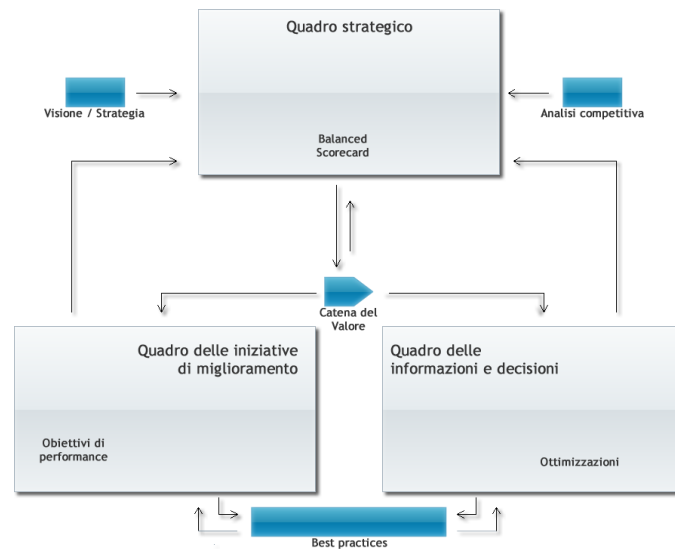 Quadro strategico
Visione / Strategia
Analisi competitiva
Balanced
Scorecard
Catena del
Valore
Quadro delle iniziative
di miglioramento
Quadro delle
informazioni e decisioni
Obiettivi di
performance
Ottimizzazioni
Best practices